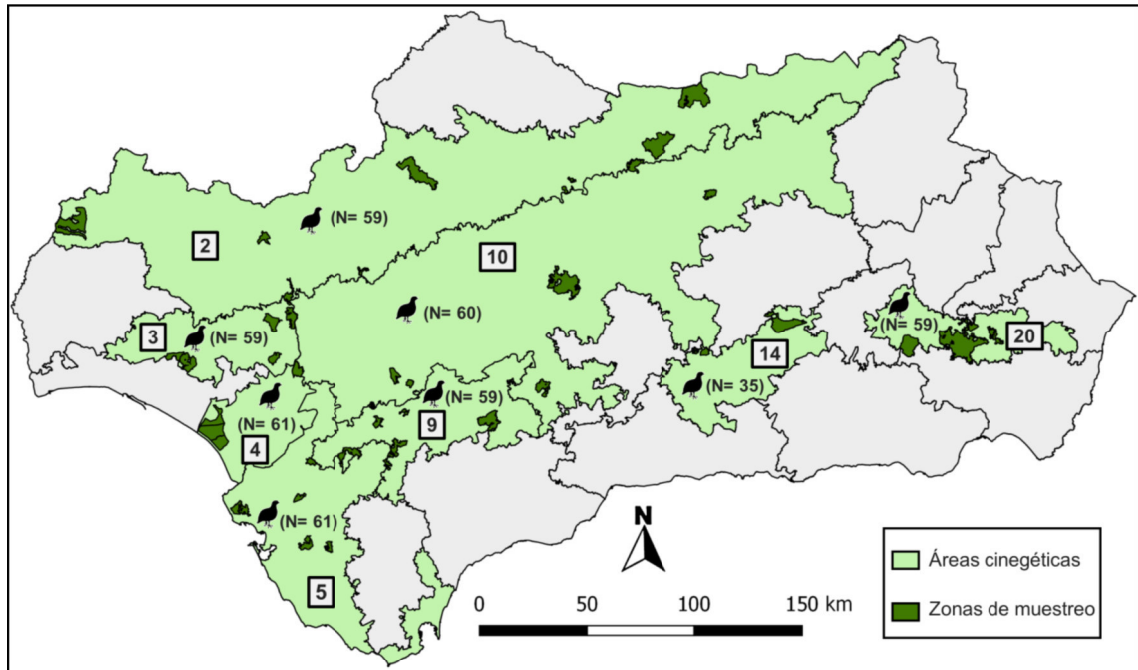 (N= 59)
2
10
(N= 60)
3
(N= 59)
(N= 59)
20
14
(N= 35)
(N= 59)
9
(N= 61)
4
(N= 61)
5
N
0 50 100 150 km
Áreas cinegéticas
Zonas de muestreo